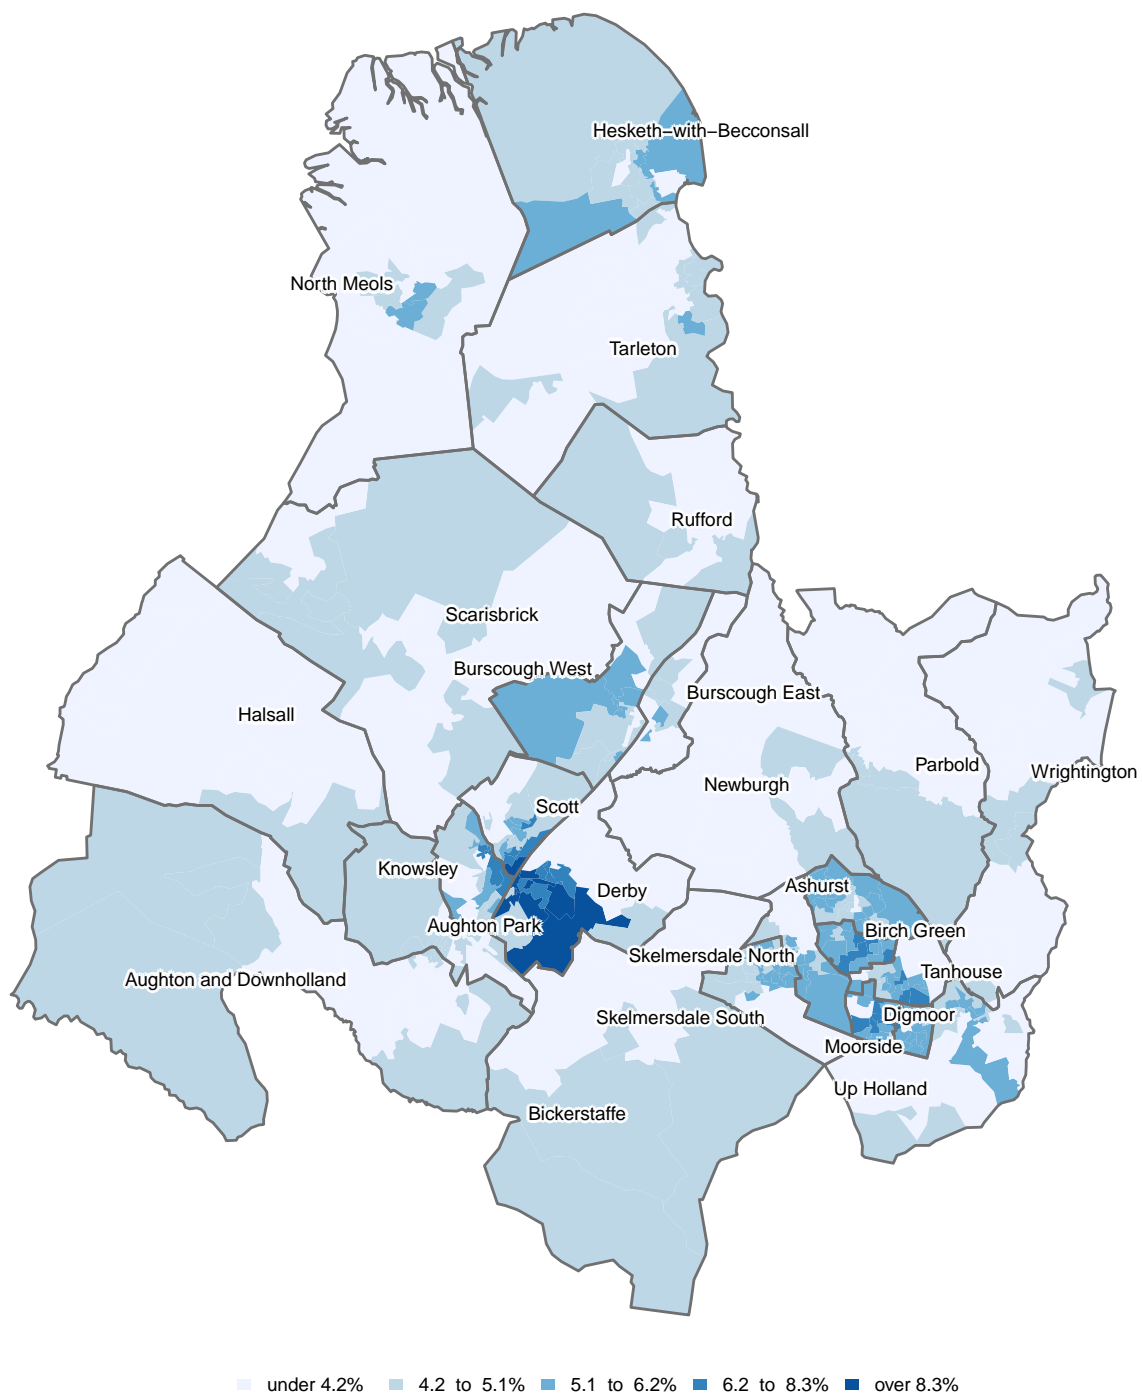 Hesketh−with−Becconsall
North Meols
Tarleton
Rufford
Scarisbrick
Burscough West
Burscough East
Halsall
Parbold
Wrightington
Newburgh
Scott
Knowsley
Ashurst
Derby
Aughton Park
Birch Green
Skelmersdale North
Tanhouse
Aughton and Downholland
Digmoor
Skelmersdale South
Moorside
Up Holland
Bickerstaffe
under 4.2% 4.2 to 5.1% 5.1 to 6.2% 6.2 to 8.3% over 8.3%